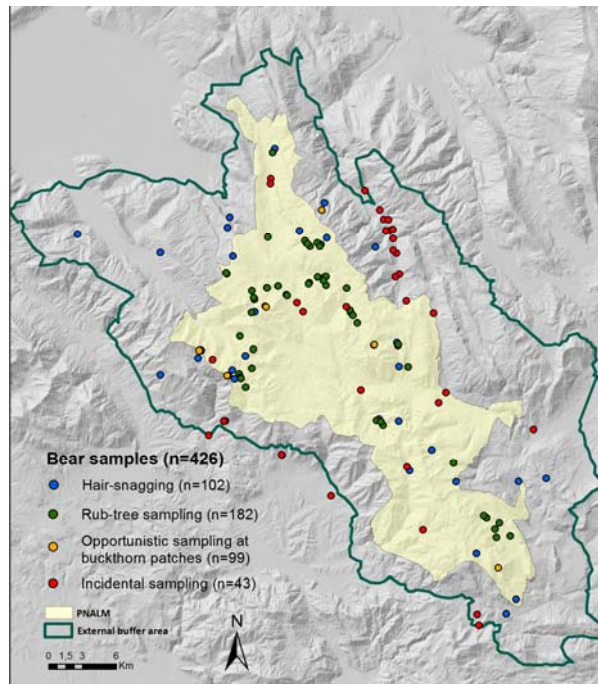 Bear samples (n=426)
Hair-snagging (n=102)
Rub-tree sampling (n=182)
Opportunistic sampling at
buckthorn patches (n=99)
Incidental sampling (n=43)
PNALM
External buffer area
N
0 1,5 3 6
Km